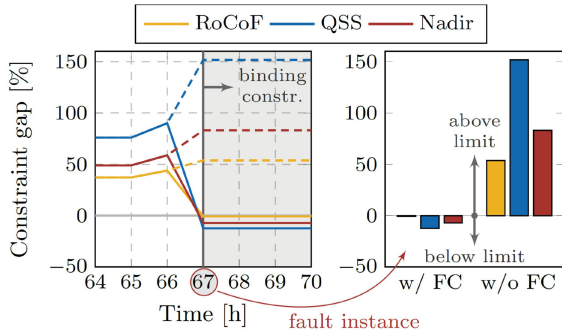 RoCoF QSS Nadir
Constraint gap [%]
150
100
50
0
−50
binding
constr.
64 65 66 67 68 69 70
Time [h]
150
100
50
0
−50
above
limit
below limit
w/ FC w/o FC
fault instance